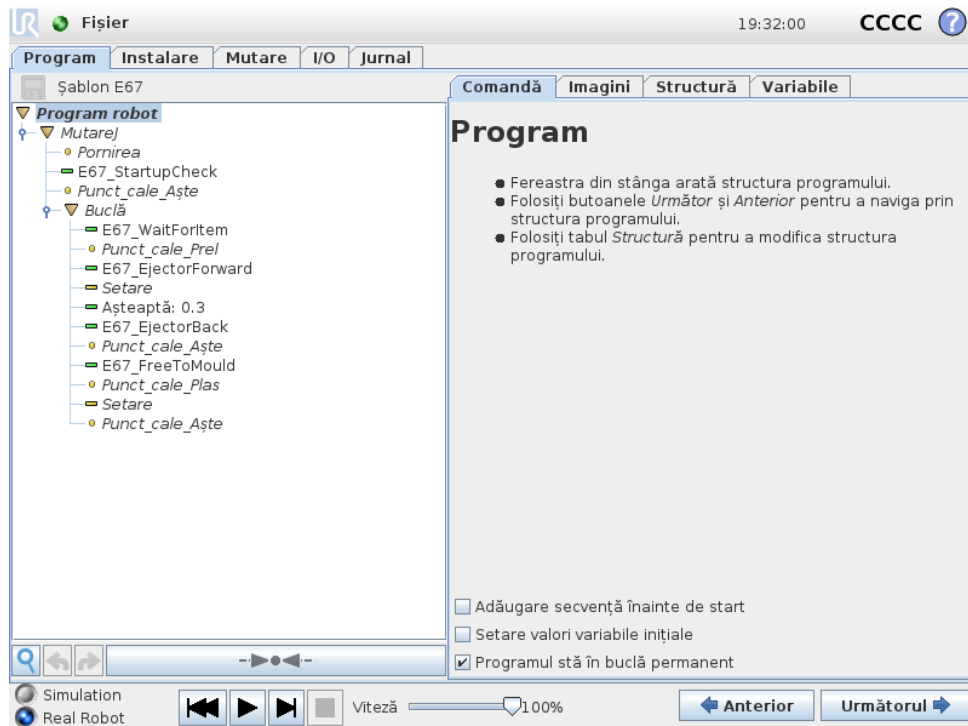 UR Fișier 19:32:00 CCCC ?
Program Instalare Mutare I/O Jurnal
Șablon E67
Program robot
MutareJ
Pornirea
E67_StartupCheck
Punct_cale_Aște
Buclă
E67_WaitForItem
Punct_cale_Prel
E67_EjectorForward
Setare
Așteaptă: 0.3
E67_EjectorBack
Punct_cale_Aște
E67_FreeToMould
Punct_cale_Plas
Setare
Punct_cale_Aște
Comandă Imagini Structură Variabile
Program
Fereastra din stânga arată structura programului.
Folosiți butoanele Următor și Anterior pentru a naviga prin
structura programului.
Folosiți tabul Structură pentru a modifica structura
programului.
Adăugare secvență înainte de start
Setare valori variabile inițiale
Programul stă în buclă permanent
Simulation
Real Robot
Viteză 100%
Anterior Următorul